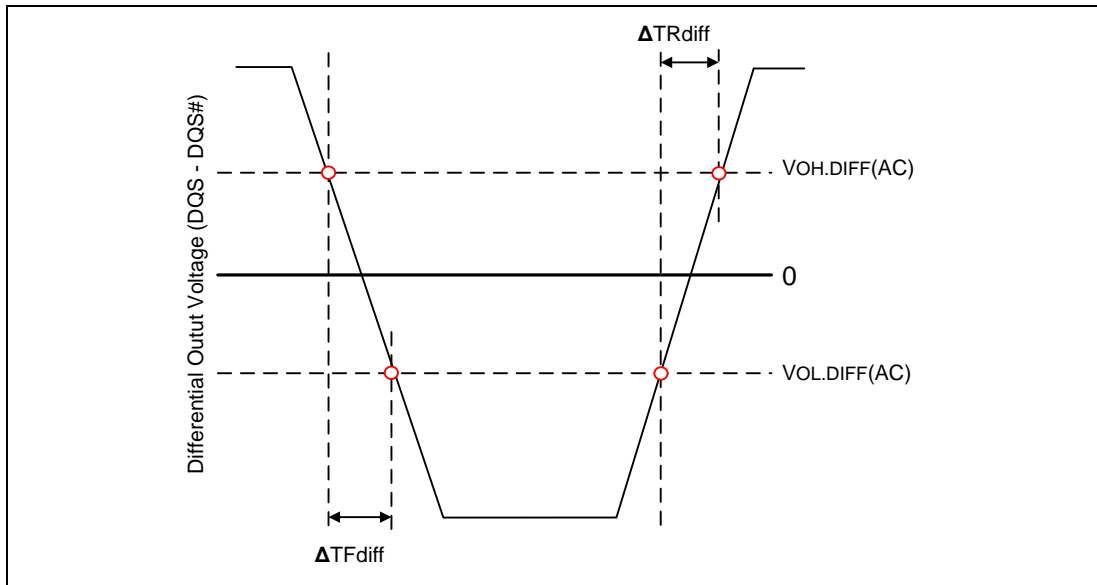 ΔTRdiff
Differential Outut Voltage (DQS - DQS#)
VOH.DIFF(AC)
0
VOL.DIFF(AC)
ΔTFdiff